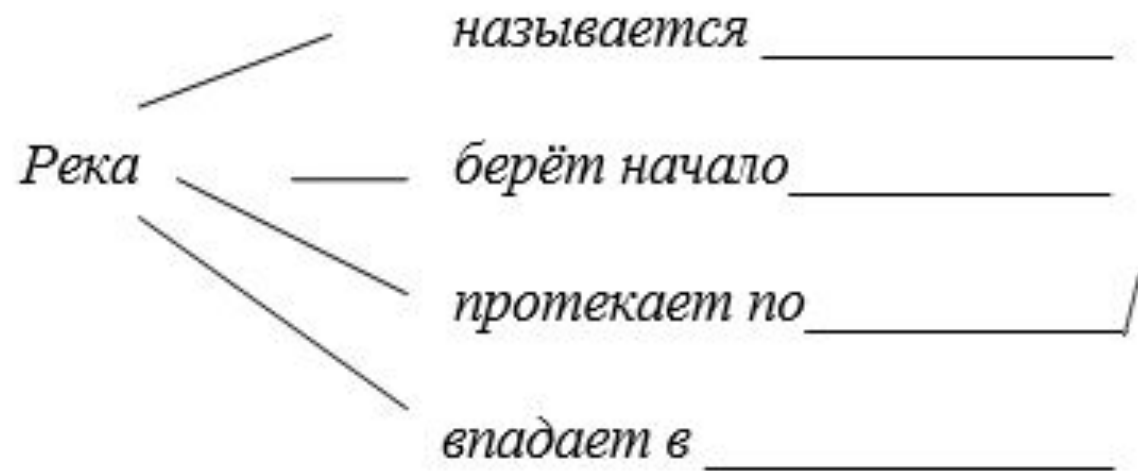 называется
Река
берёт начало
протекает по
впадает в